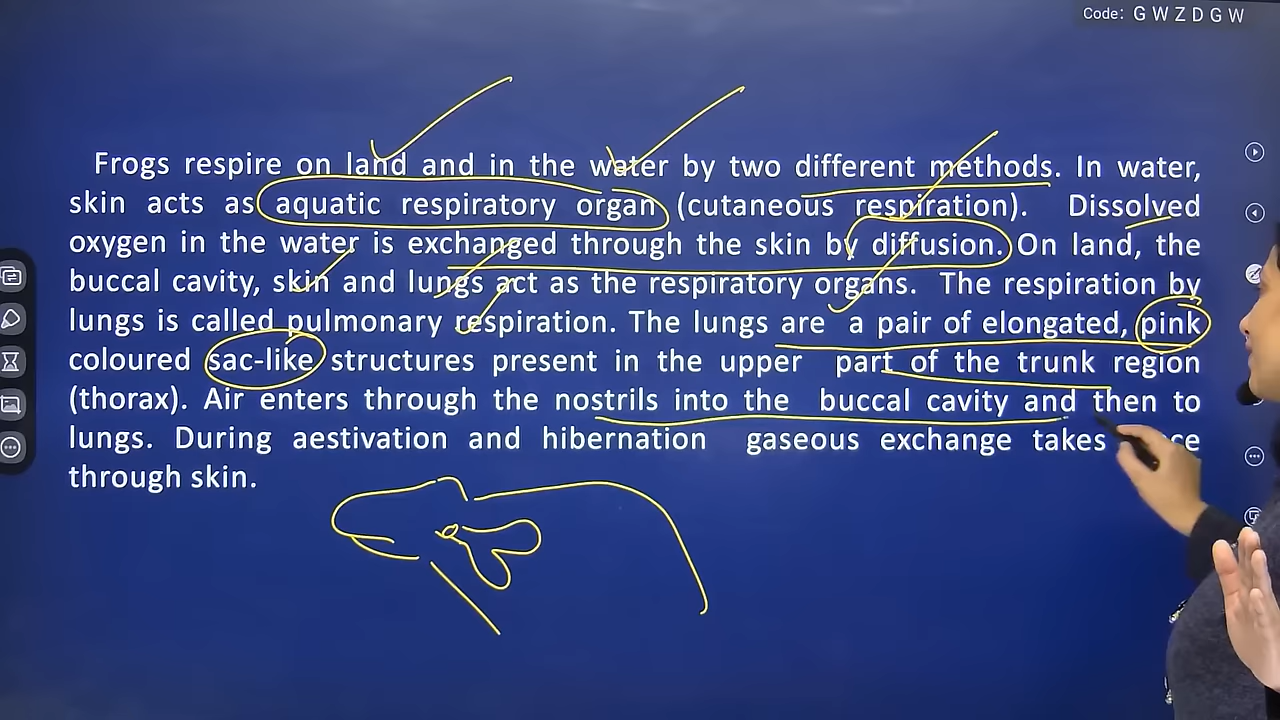 Code: G W Z D G W
Frogs respire on land and in the water by two different methods. In water,
skin acts as aquatic respiratory organ (cutaneous respiration). Dissolved
oxygen in the water is exchanged through the skin by diffusion. On land, the
buccal cavity, skin and lungs act as the respiratory organs. The respiration by
lungs is called pulmonary respiration. The lungs are a pair of elongated, pink
coloured sac-like structures present in the upper part of the trunk region
(thorax). Air enters through the nostrils into the buccal cavity and then to
lungs. During aestivation and hibernation gaseous exchange takes
through skin.